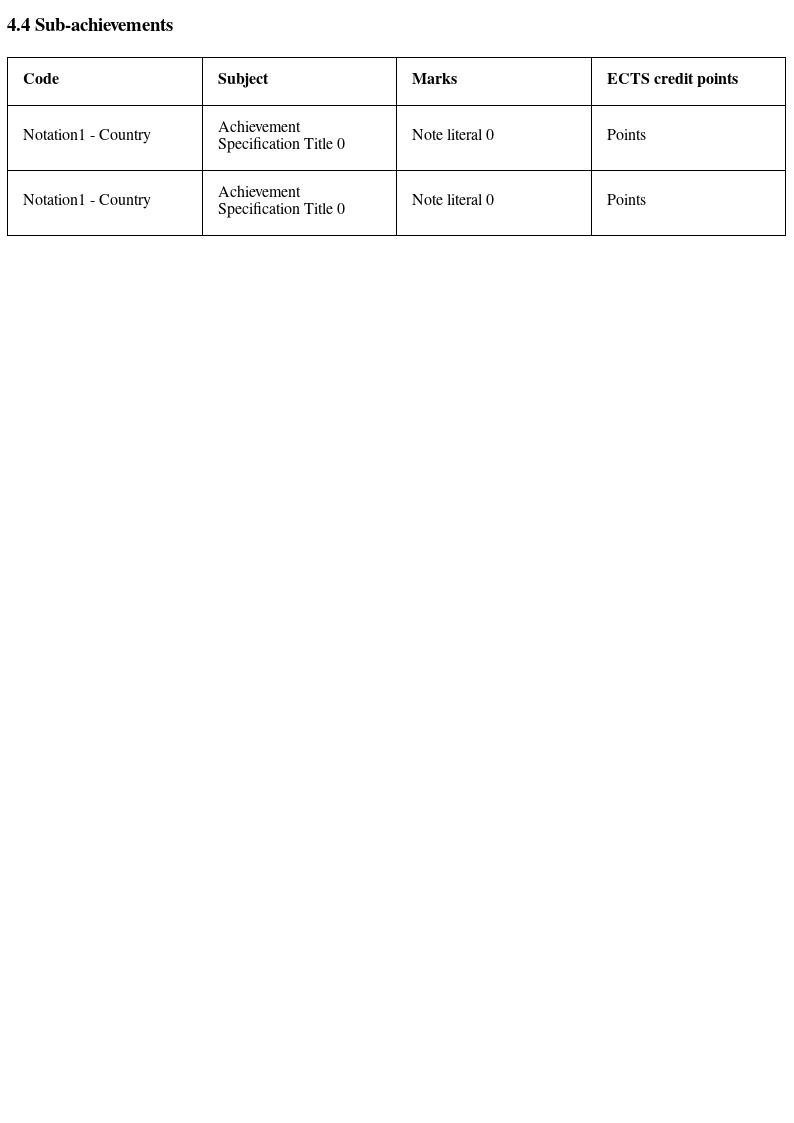 4.4 Sub-achievements
Code Subject Marks ECTS credit points
Notation1 - Country Achievement Specification Title 0 Note literal 0 Points
Notation1 - Country Achievement Specification Title 0 Note literal 0 Points